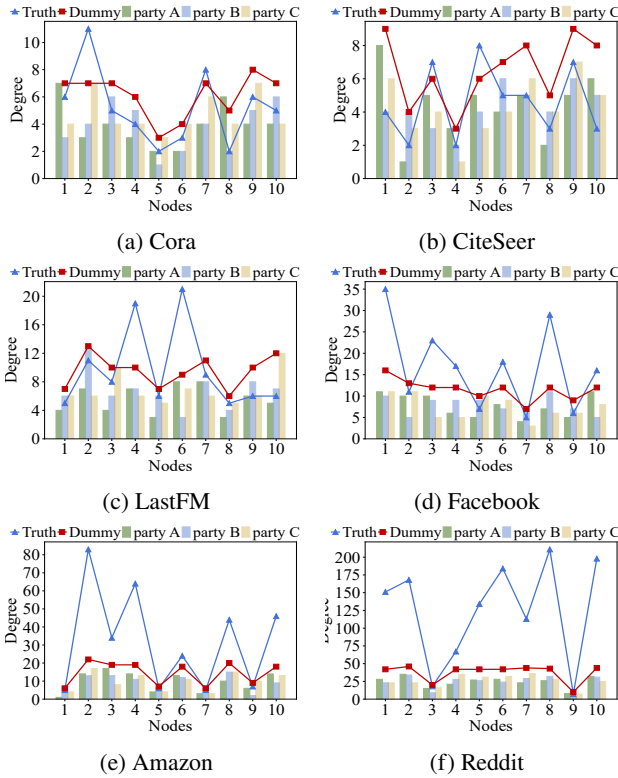 Truth Dummy party A party B party C
Truth Dummy party A party B party C
Degree
10
8
6
4
2
0
1 2 3 4 5 6 7 8 9 10
Nodes
(a) Cora
Degree
8
6
4
2
0
1 2 3 4 5 6 7 8 9 10
Nodes
(b) CiteSeer
Truth Dummy party A party B party C
Truth Dummy party A party B party C
Degree
20
16
12
8
4
0
1 2 3 4 5 6 7 8 9 10
Nodes
(c) LastFM
Degree
35
30
25
20
15
10
5
0
1 2 3 4 5 6 7 8 9 10
Nodes
(d) Facebook
Truth Dummy party A party B party C
Truth Dummy party A party B party C
Degree
80
70
60
50
40
30
20
10
0
1 2 3 4 5 6 7 8 9 10
Nodes
(e) Amazon
Degree
200
175
150
125
100
75
50
25
0
1 2 3 4 5 6 7 8 9 10
Nodes
(f) Reddit